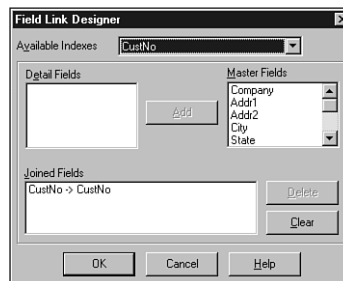 Field Link Designer
Available Indexes CustNo
Detail Fields
Master Fields
Add
Company
Addr1
Addr2
City
State
Joined Fields
CustNo -> CustNo
Delete
Clear
OK Cancel Help